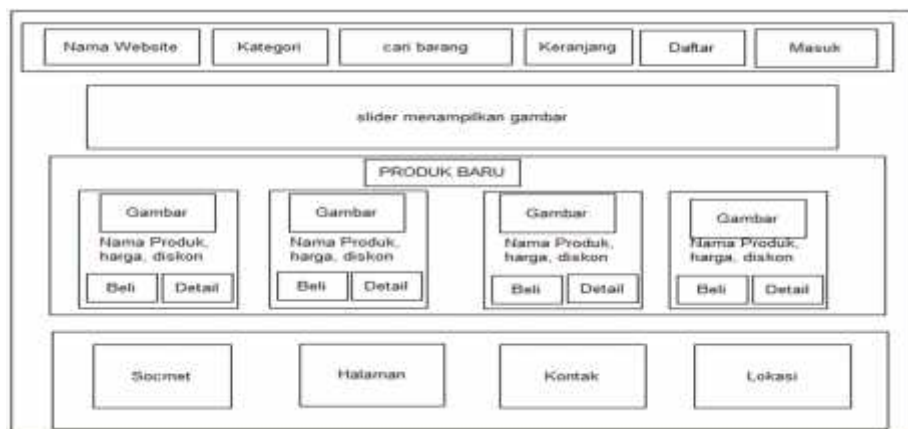 Nama Website
Kategori
cari barang
Keranjang
Daftar
Masuk
slider menampilkan gambar
PRODUK BARU
Gambar
Nama Produk,
harga, diskon
Beli
Detail
Gambar
Nama Produk,
harga, diskon
Beli
Detail
Gambar
Nama Produk,
harga, diskon
Beli
Detail
Gambar
Nama Produk,
harga, diskon
Beli
Detail
Socmet
Halaman
Kontak
Lokasi